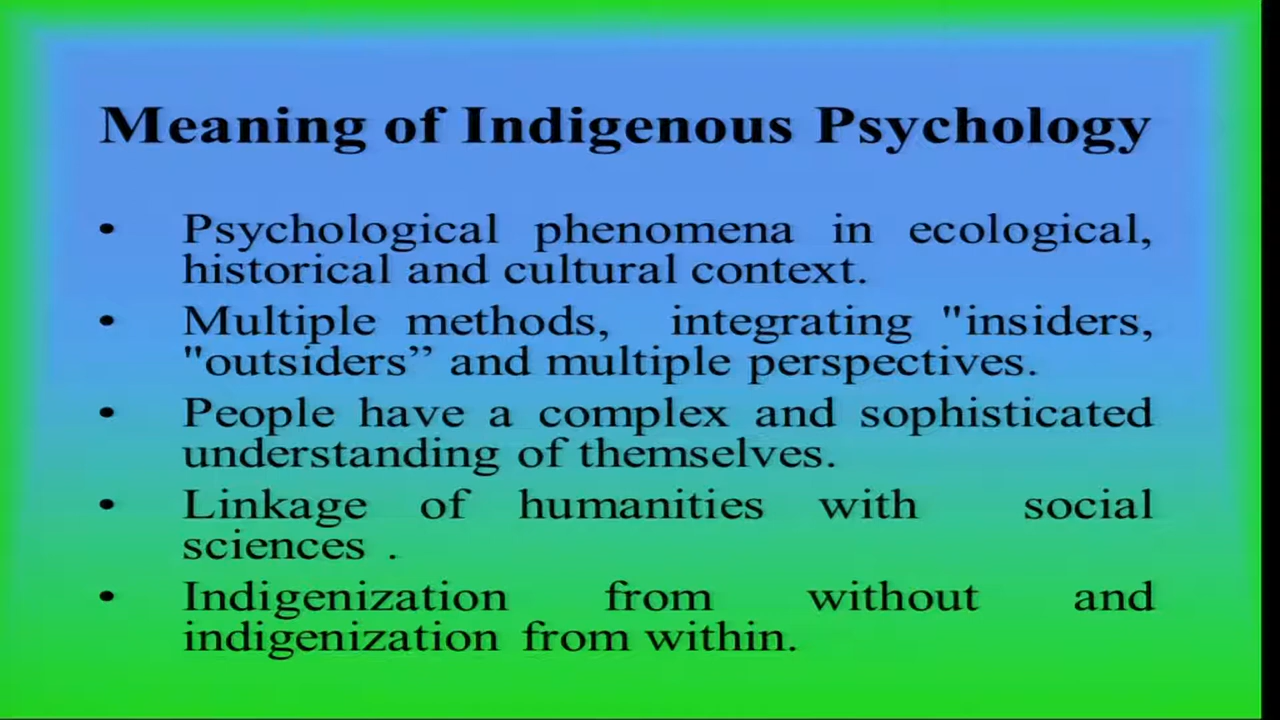 Meaning of Indigenous Psychology
• Psychological phenomena in ecological,
historical and cultural context.
• Multiple methods, integrating "insiders,
"outsiders” and multiple perspectives.
• People have a complex and sophisticated
understanding of themselves.
• Linkage of humanities with social
sciences .
• Indigenization from without and
indigenization from within.